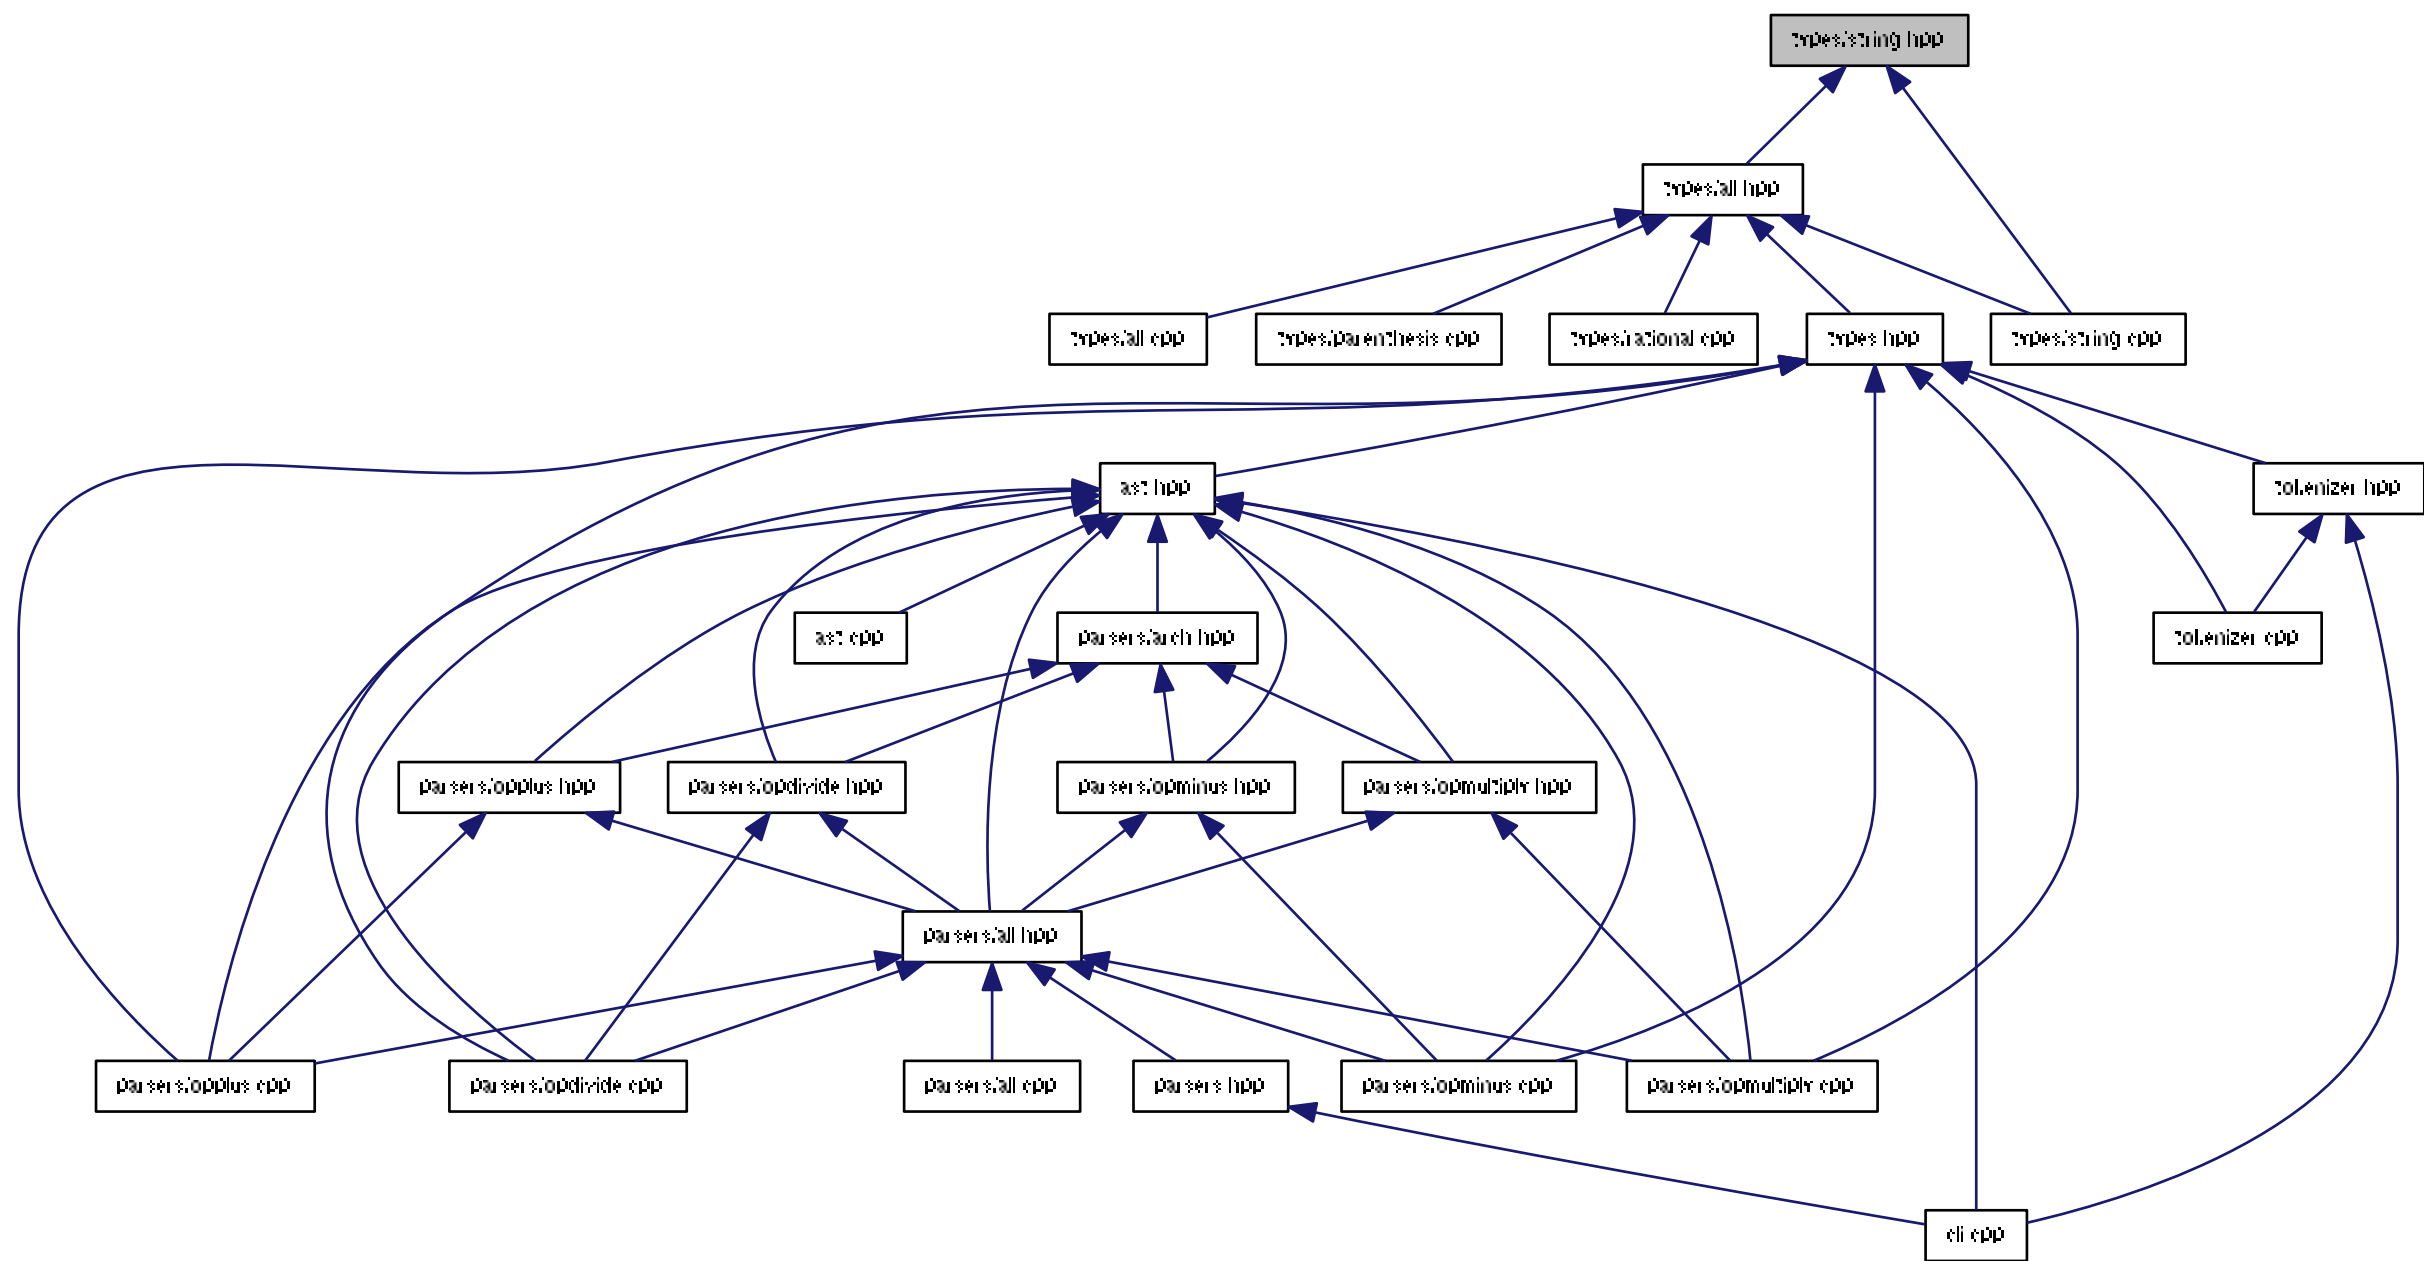 types/string.hpp
types/all.hpp
types/all.cpp
types/parenthesis.cpp
types/rational.cpp
types.hpp
types/string.cpp
ast.hpp
tokenizer.hpp
ast.cpp
parsers/arch.hpp
tokenizer.cpp
parsers/opplus.hpp
parsers/opdivide.hpp
parsers/opminus.hpp
parsers/opmultiply.hpp
parsers/all.hpp
parsers/opplus.cpp
parsers/opdivide.cpp
parsers/all.cpp
parsers.hpp
parsers/opminus.cpp
parsers/opmultiply.cpp
cli.cpp